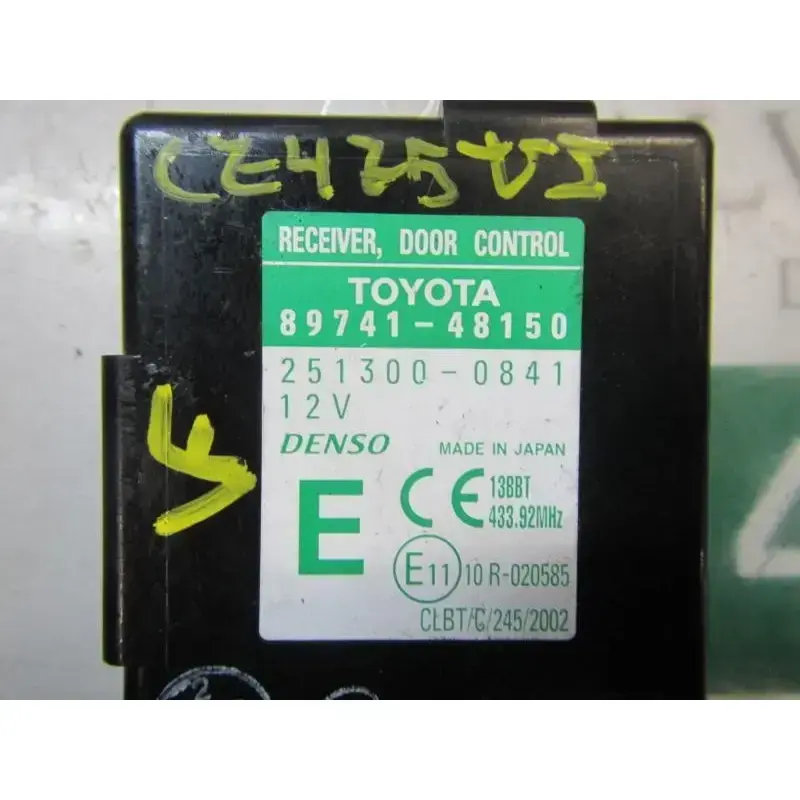 CZ425VI
RECEIVER, DOOR CONTROL
TOYOTA
89741-48150
251300-0841
12V
DENSO MADE IN JAPAN
E CE 13BBT
433.92MHz
E11 10 R-020585
CLBT/C/245/2002